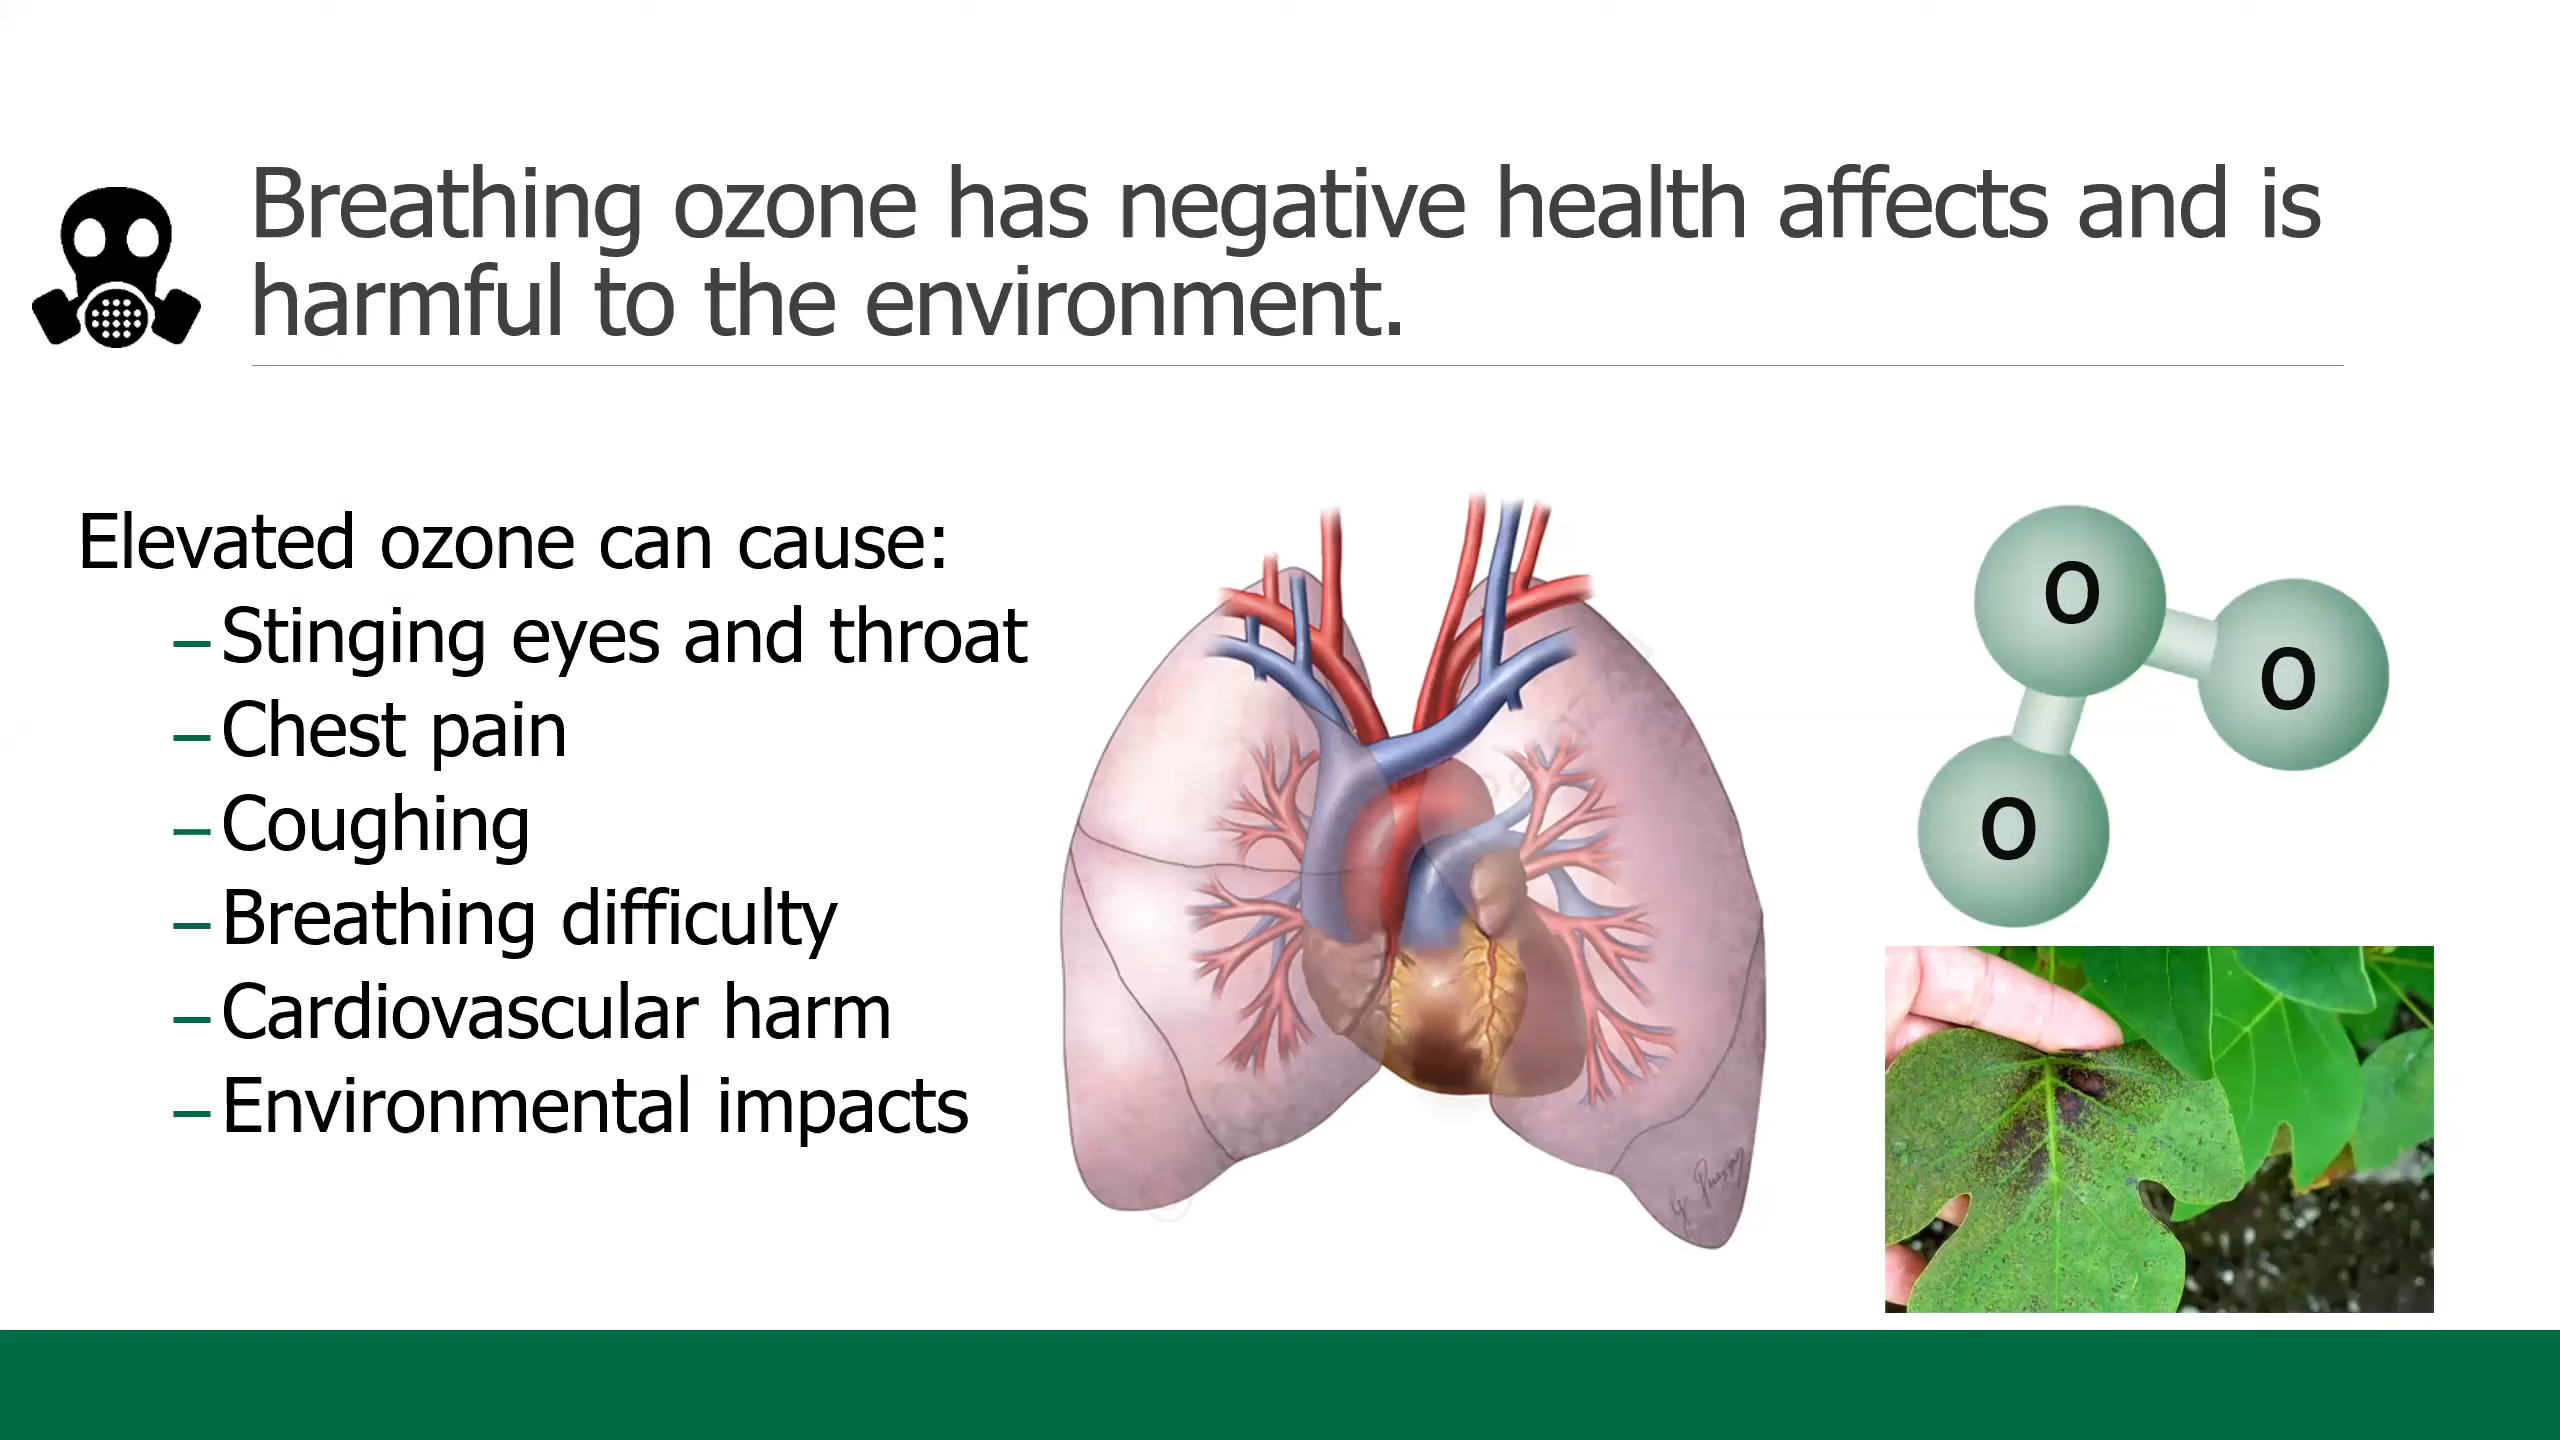 Breathing ozone has negative health affects and is
harmful to the environment.
Elevated ozone can cause:
– Stinging eyes and throat
– Chest pain
– Coughing
– Breathing difficulty
– Cardiovascular harm
– Environmental impacts
O
O
O